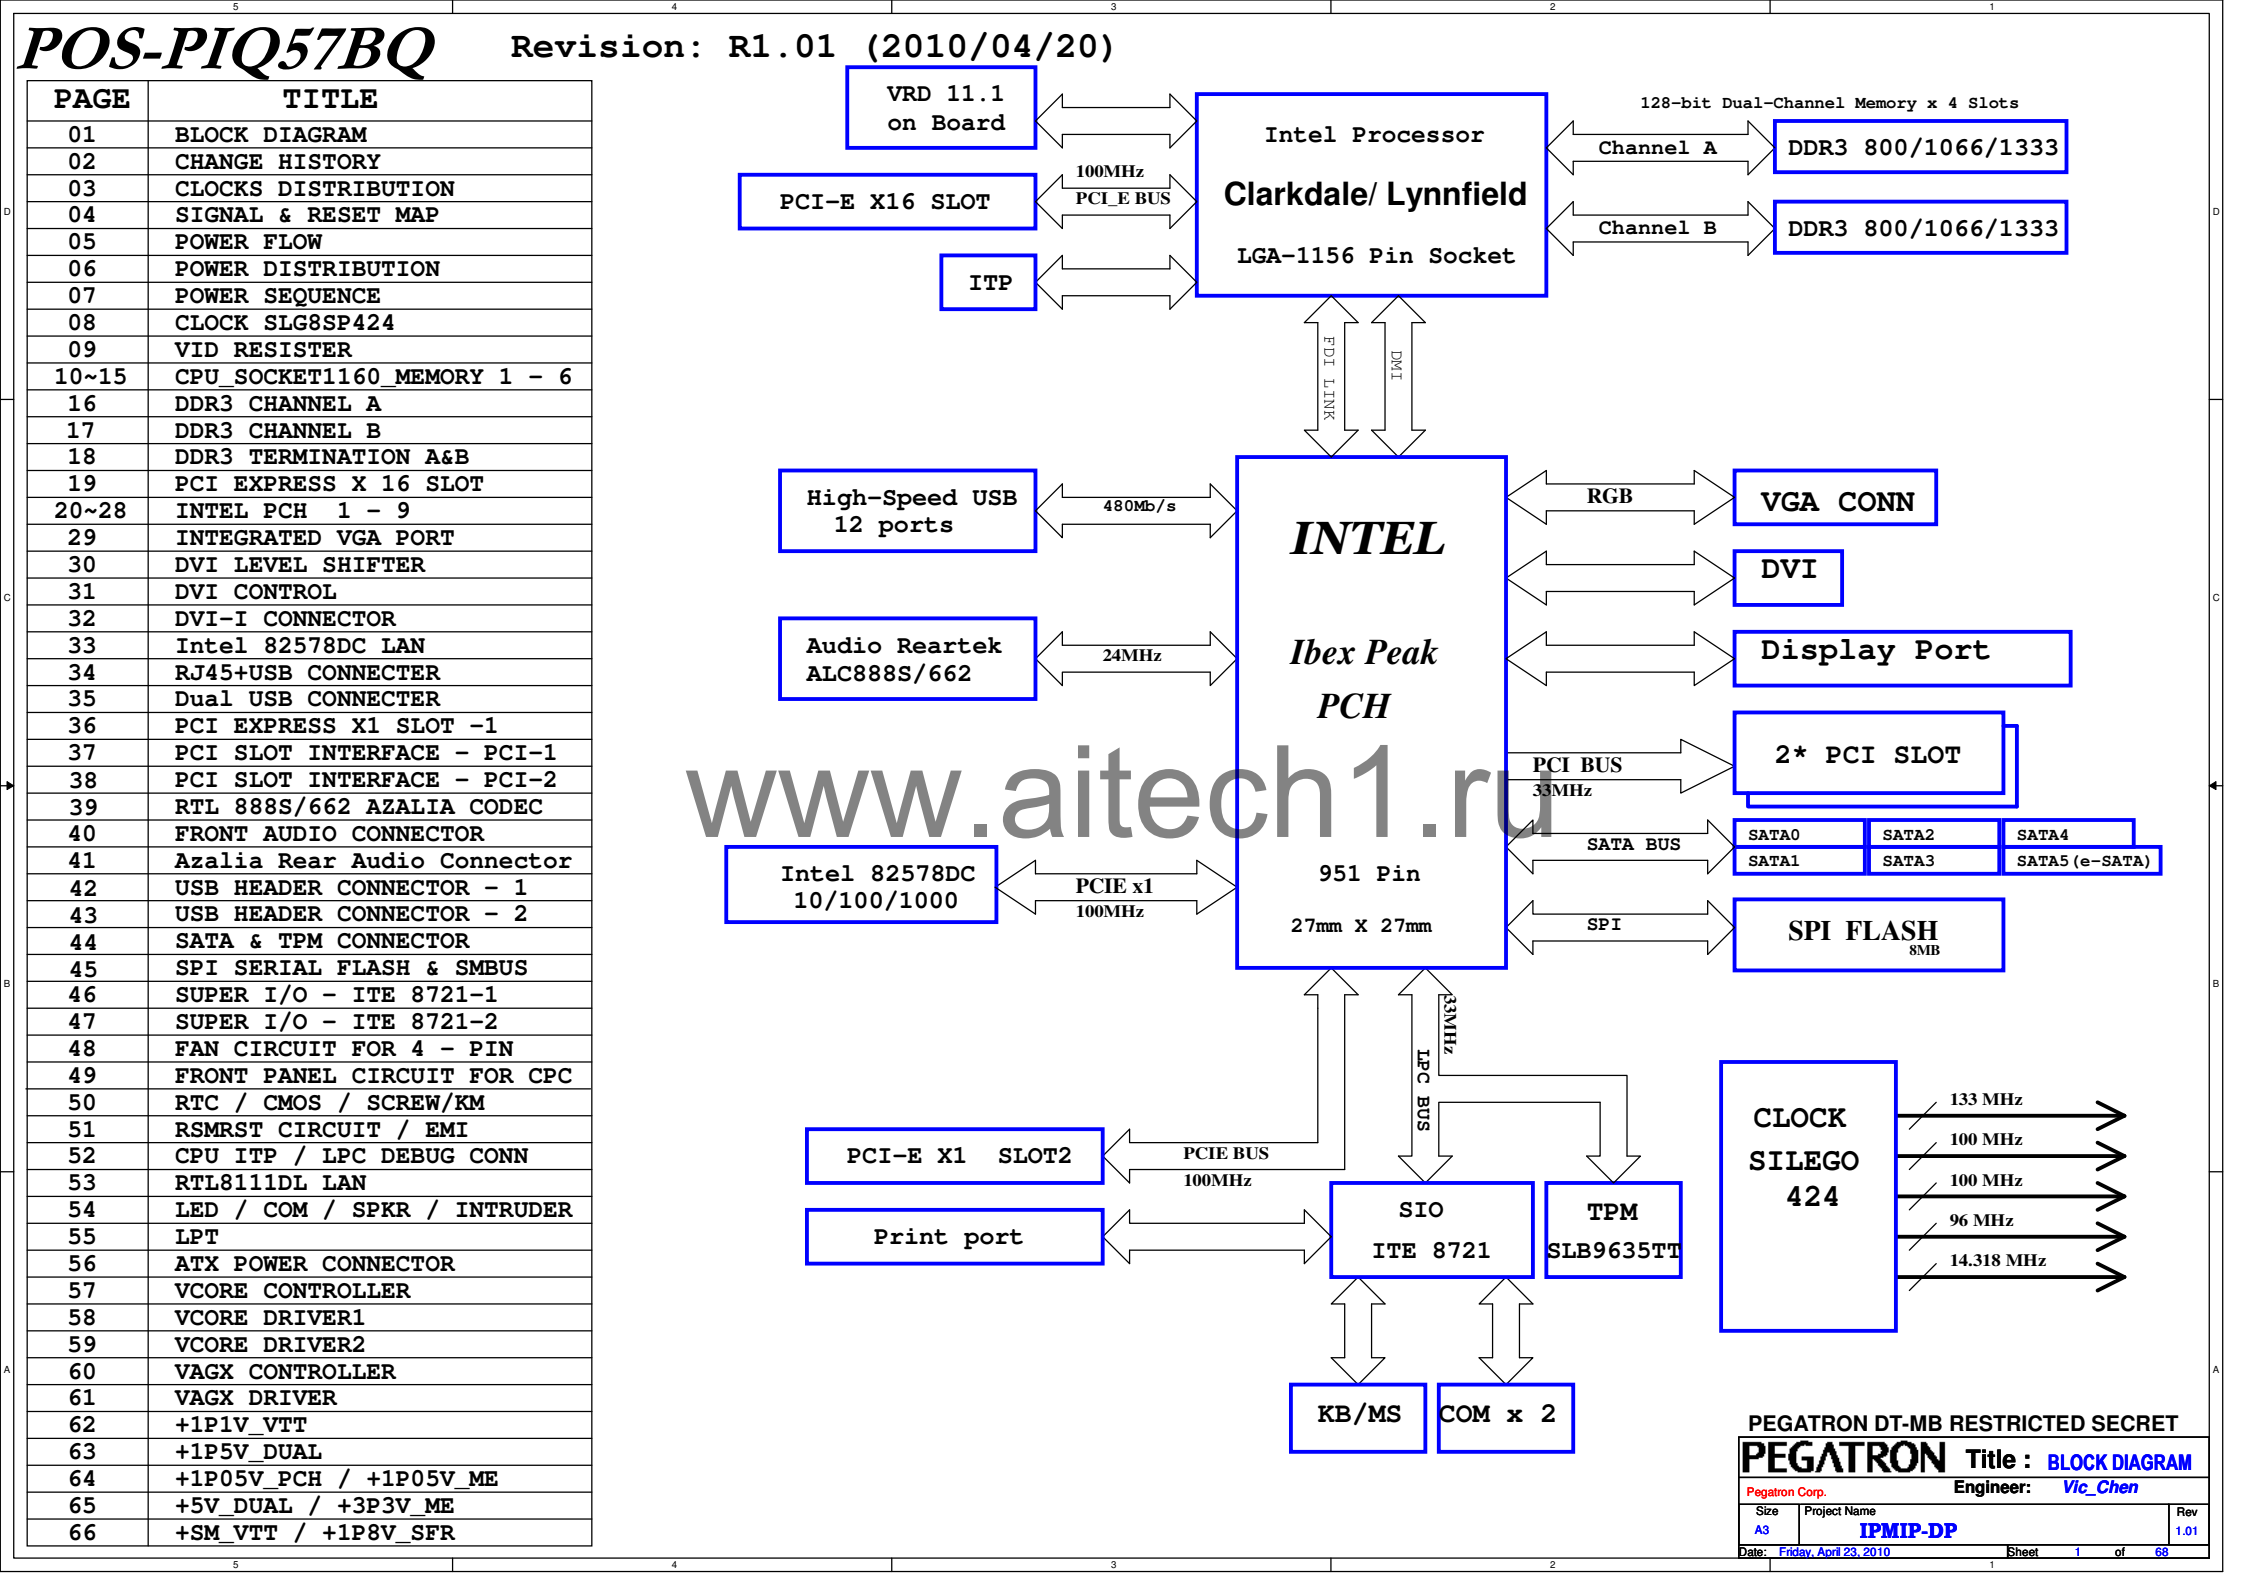 POS-PIQ57BQ Revision: R1.01 (2010/04/20)
PAGE TITLE
01 BLOCK DIAGRAM
02 CHANGE HISTORY
03 CLOCKS DISTRIBUTION
04 SIGNAL & RESET MAP
05 POWER FLOW
06 POWER DISTRIBUTION
07 POWER SEQUENCE
08 CLOCK SLG8SP424
09 VID RESISTER
10~15 CPU_SOCKET1160_MEMORY 1 - 6
16 DDR3 CHANNEL A
17 DDR3 CHANNEL B
18 DDR3 TERMINATION A&B
19 PCI EXPRESS X 16 SLOT
20~28 INTEL PCH 1 - 9
29 INTEGRATED VGA PORT
30 DVI LEVEL SHIFTER
31 DVI CONTROL
32 DVI-I CONNECTOR
33 Intel 82578DC LAN
34 RJ45+USB CONNECTER
35 Dual USB CONNECTER
36 PCI EXPRESS X1 SLOT -1
37 PCI SLOT INTERFACE - PCI-1
38 PCI SLOT INTERFACE - PCI-2
39 RTL 888S/662 AZALIA CODEC
40 FRONT AUDIO CONNECTOR
41 Azalia Rear Audio Connector
42 USB HEADER CONNECTOR - 1
43 USB HEADER CONNECTOR - 2
44 SATA & TPM CONNECTOR
45 SPI SERIAL FLASH & SMBUS
46 SUPER I/O - ITE 8721-1
47 SUPER I/O - ITE 8721-2
48 FAN CIRCUIT FOR 4 - PIN
49 FRONT PANEL CIRCUIT FOR CPC
50 RTC / CMOS / SCREW/KM
51 RSMRST CIRCUIT / EMI
52 CPU ITP / LPC DEBUG CONN
53 RTL8111DL LAN
54 LED / COM / SPKR / INTRUDER
55 LPT
56 ATX POWER CONNECTOR
57 VCORE CONTROLLER
58 VCORE DRIVER1
59 VCORE DRIVER2
60 VAGX CONTROLLER
61 VAGX DRIVER
62 +1P1V_VTT
63 +1P5V_DUAL
64 +1P05V_PCH / +1P05V_ME
65 +5V_DUAL / +3P3V_ME
66 +SM_VTT / +1P8V_SFR
VRD 11.1
on Board
PCI-E X16 SLOT
100MHz
PCI_E BUS
ITP
Intel Processor
Clarkdale/ Lynnfield
LGA-1156 Pin Socket
128-bit Dual-Channel Memory x 4 Slots
Channel A
DDR3 800/1066/1333
Channel B
DDR3 800/1066/1333
FDI LINK
DMI
High-Speed USB
12 ports
480Mb/s
Audio Reartek
ALC888S/662
24MHz
Intel 82578DC
10/100/1000
PCIE x1
100MHz
INTEL
Ibex Peak
PCH
951 Pin
27mm X 27mm
RGB
VGA CONN
DVI
Display Port
PCI BUS
33MHz
2* PCI SLOT
SATA BUS
SATA0 SATA2 SATA4
SATA1 SATA3 SATA5(e-SATA)
SPI
SPI FLASH
8MB
www.aitech1.ru
33MHz
LPC BUS
PCI-E X1 SLOT2
PCIE BUS
100MHz
Print port
SIO
ITE 8721
TPM
SLB9635TT
KB/MS
COM x 2
CLOCK
SILEGO
424
133 MHz
100 MHz
100 MHz
96 MHz
14.318 MHz
PEGATRON DT-MB RESTRICTED SECRET
PEGATRON Title : BLOCK DIAGRAM
Pegatron Corp. Engineer: Vic_Chen
Size Project Name Rev
A3 IPMIP-DP 1.01
Date: Friday, April 23, 2010 Sheet 1 of 68
5 4 3 2 1
5 4 3 2 1
D C B A
D C B A